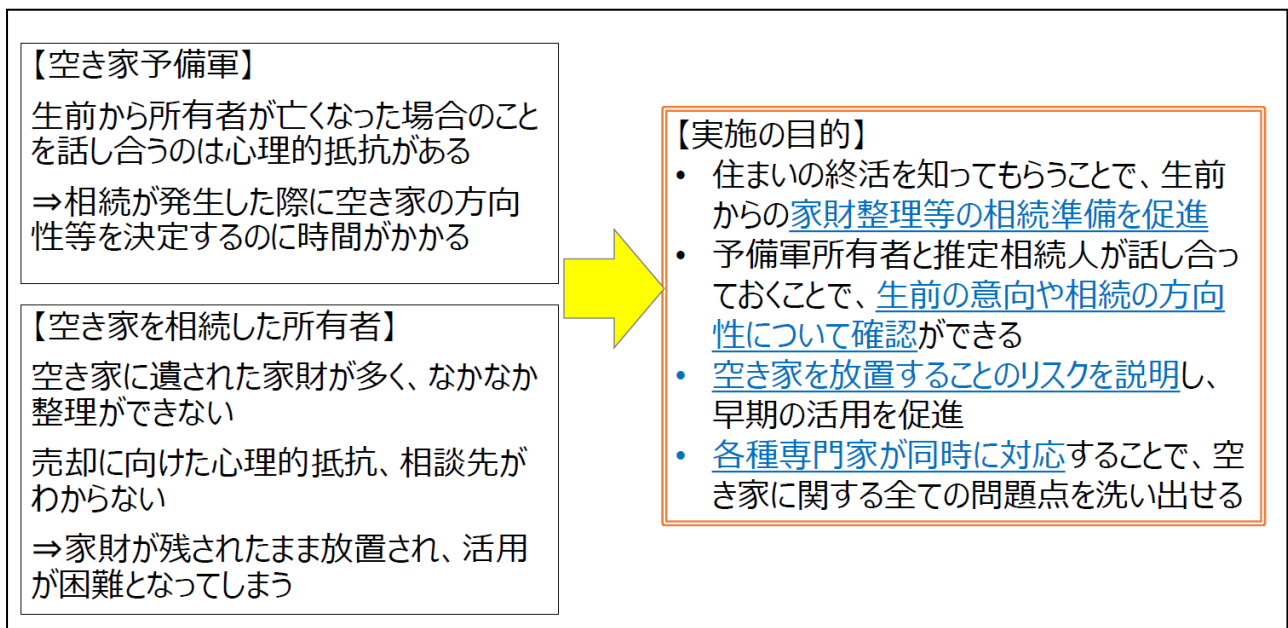 【空き家予備軍】
生前から所有者が亡くなった場合のこと
を話し合うのは心理的抵抗がある
⇒相続が発生した際に空き家の方向
性等を決定するのに時間がかかる
【空き家を相続した所有者】
空き家に遺された家財が多く、なかなか
整理ができない
売却に向けた心理的抵抗、相談先が
わからない
⇒家財が残されたまま放置され、活用
が困難となってしまう
【実施の目的】
• 住まいの終活を知ってもらうことで、生前
からの家財整理等の相続準備を促進
• 予備軍所有者と推定相続人が話し合っ
ておくことで、生前の意向や相続の方向
性について確認ができる
• 空き家を放置することのリスクを説明し、
早期の活用を促進
• 各種専門家が同時に対応することで、空
き家に関する全ての問題点を洗い出せる